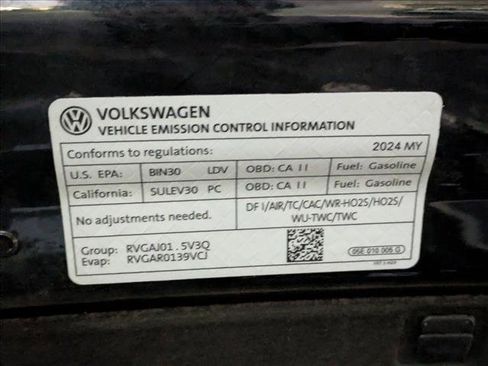 VOLKSWAGEN
VEHICLE EMISSION CONTROL INFORMATION
Conforms to regulations: 2024 MY
U.S. EPA: BIN30 LDV OBD: CA II Fuel: Gasoline
California: SULEV30 PC OBD: CA II Fuel: Gasoline
No adjustments needed. DFI/AIR/TC/CAC/WR-HO2S/HO2S/
WU-TWC/TWC
Group: RVGAJ01.5V3Q
Evap: RVGAR0139VCJ
05E 010 005 G